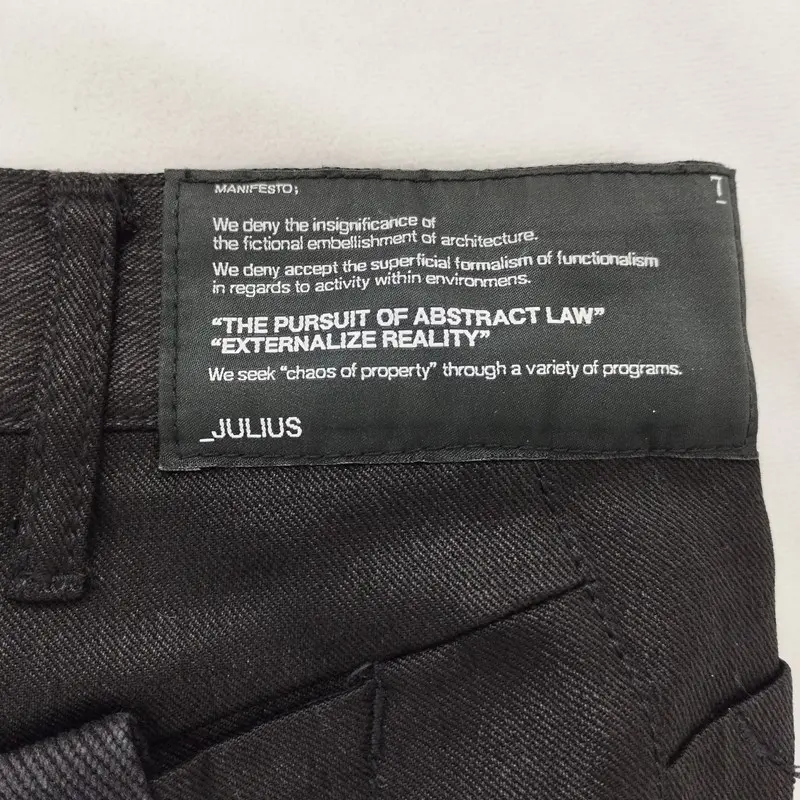 MANIFESTO;
7
We deny the insignificance of
the fictional embellishment of architecture.
We deny accept the superficial formalism of functionalism
in regards to activity within environmens.
“THE PURSUIT OF ABSTRACT LAW”
“EXTERNALIZE REALITY”
We seek “chaos of property” through a variety of programs.
_JULIUS